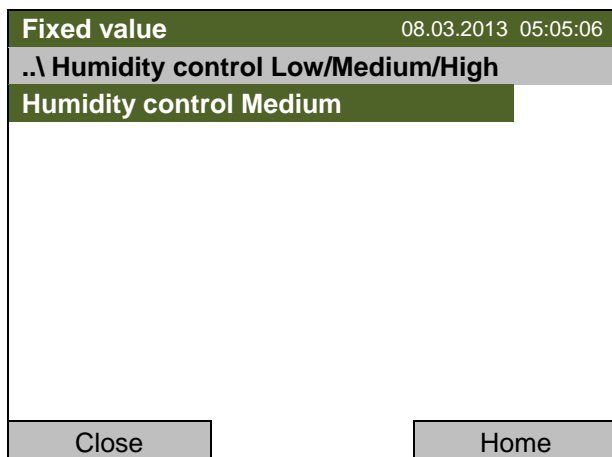 Fixed value 08.03.2013 05:05:06
..\ Humidity control Low/Medium/High
Humidity control Medium
Close Home